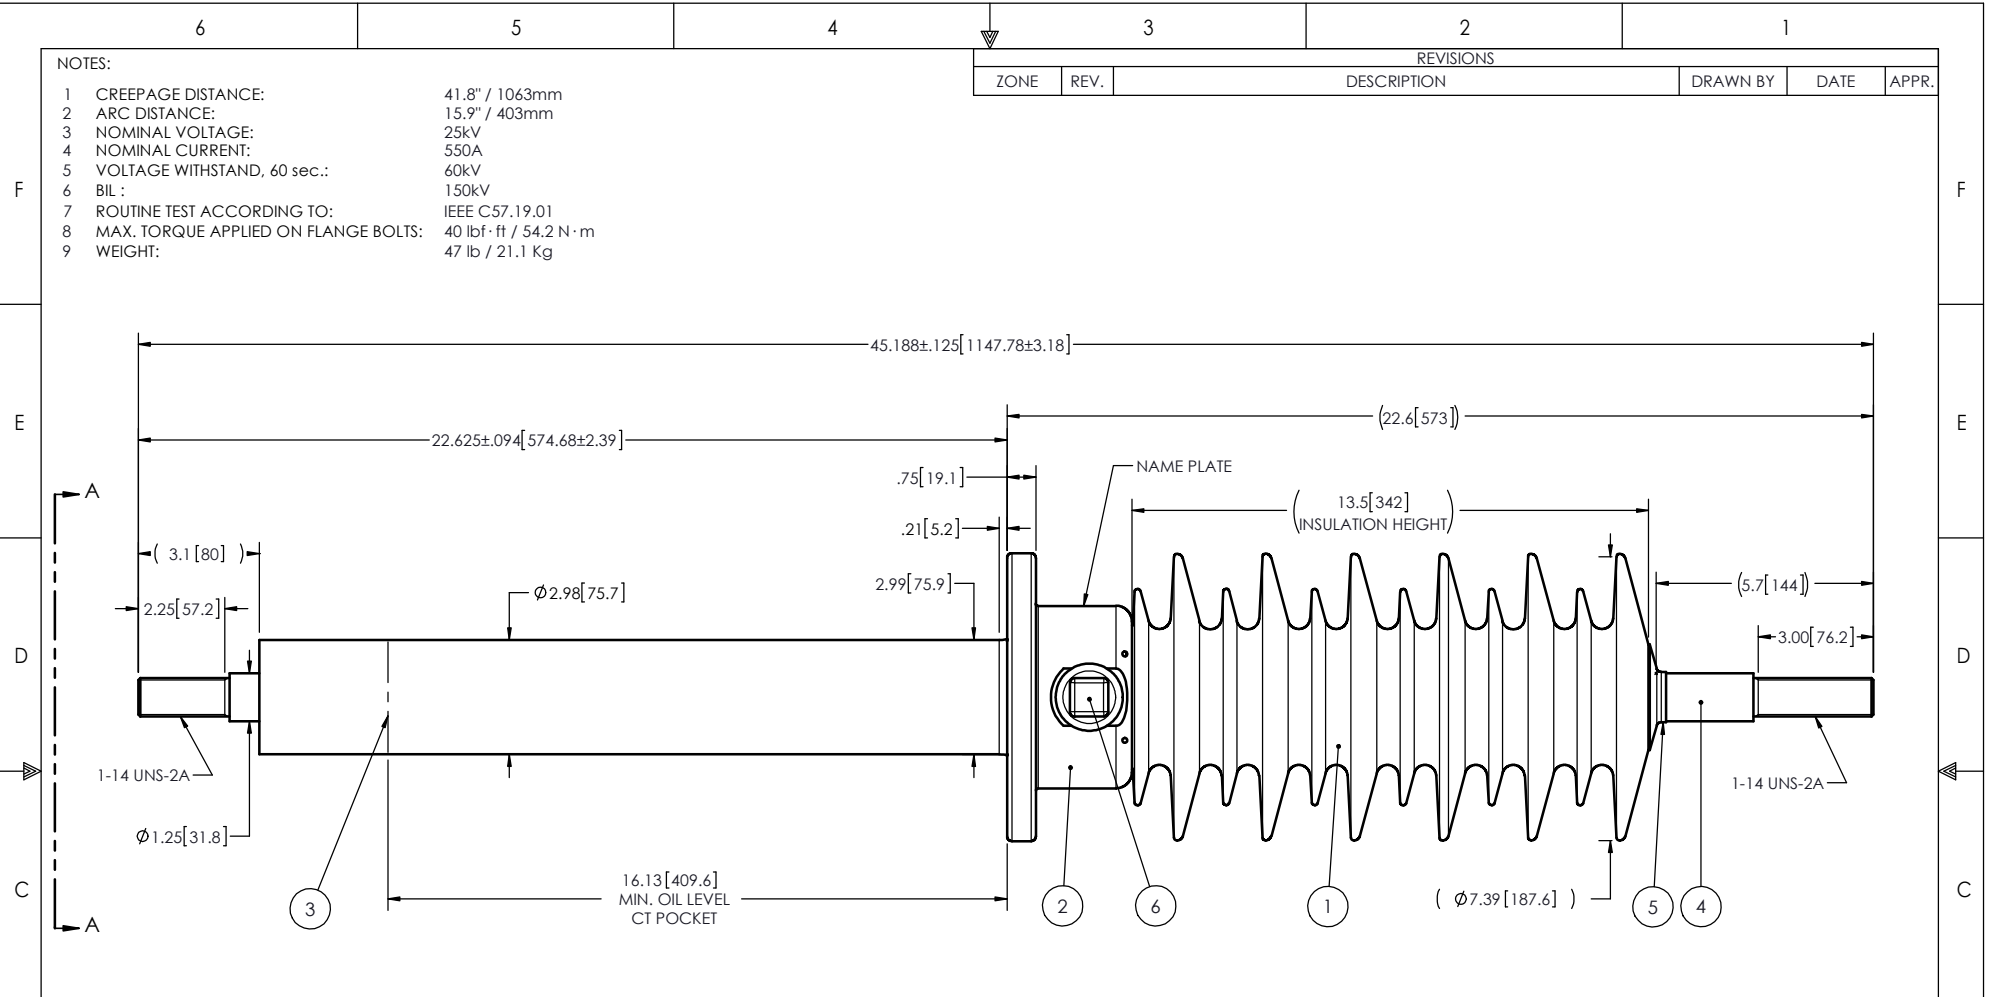 6 5 4 3 2 1
NOTES:
1 CREEPAGE DISTANCE: 41.8" / 1063mm
2 ARC DISTANCE: 15.9" / 403mm
3 NOMINAL VOLTAGE: 25kV
4 NOMINAL CURRENT: 550A
5 VOLTAGE WITHSTAND, 60 sec.: 60kV
6 BIL : 150kV
7 ROUTINE TEST ACCORDING TO: IEEE C57.19.01
8 MAX. TORQUE APPLIED ON FLANGE BOLTS: 40 lbf·ft / 54.2 N·m
9 WEIGHT: 47 lb / 21.1 Kg
REVISIONS
ZONE REV. DESCRIPTION DRAWN BY DATE APPR.
F F
45.188±.125[1147.78±3.18]
(22.6[573])
E E
22.625±.094[574.68±2.39]
NAME PLATE
.75[19.1]
A
(13.5[342]
INSULATION HEIGHT)
.21[5.2]
( 3.1[80] )
2.99[75.9]
(5.7[144])
Ø2.98[75.7]
2.25[57.2]
3.00[76.2]
D D
1-14 UNS-2A
1-14 UNS-2A
Ø1.25[31.8]
16.13[409.6]
MIN. OIL LEVEL
CT POCKET
C C
( Ø7.39[187.6] )
3 2 6 1 5 4
A